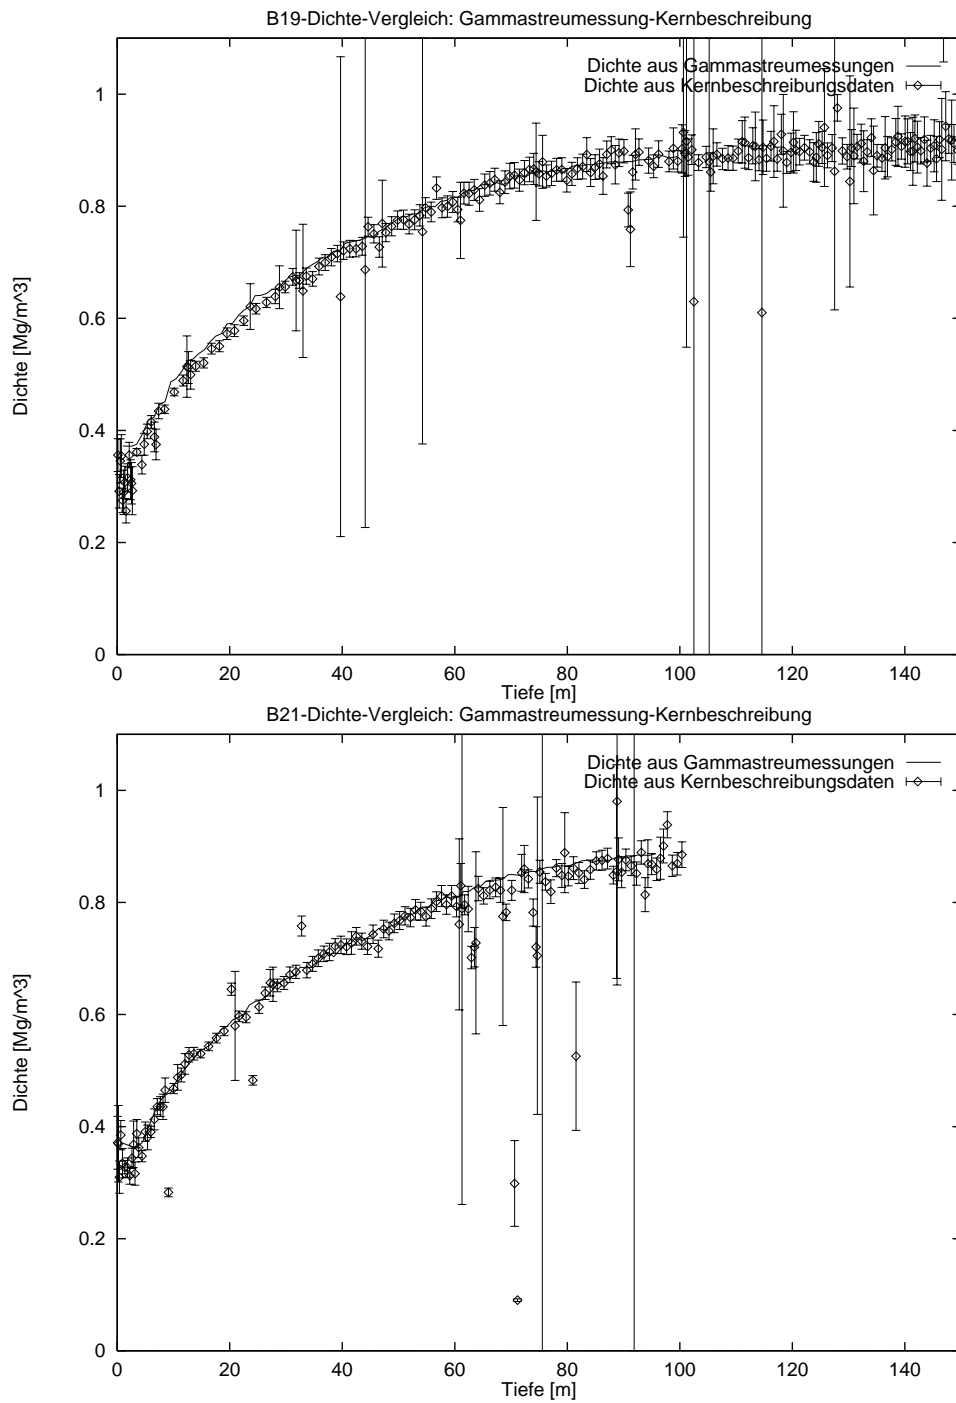 B19-Dichte-Vergleich: Gammastreumessung-Kernbeschreibung
Dichte aus Gammastreumessungen
Dichte aus Kernbeschreibungsdaten
1
0.8
0.6
0.4
0.2
0
Dichte [Mg/m^3]
0 20 40 60 80 100 120 140
Tiefe [m]
B21-Dichte-Vergleich: Gammastreumessung-Kernbeschreibung
Dichte aus Gammastreumessungen
Dichte aus Kernbeschreibungsdaten
1
0.8
0.6
0.4
0.2
0
Dichte [Mg/m^3]
0 20 40 60 80 100 120 140
Tiefe [m]